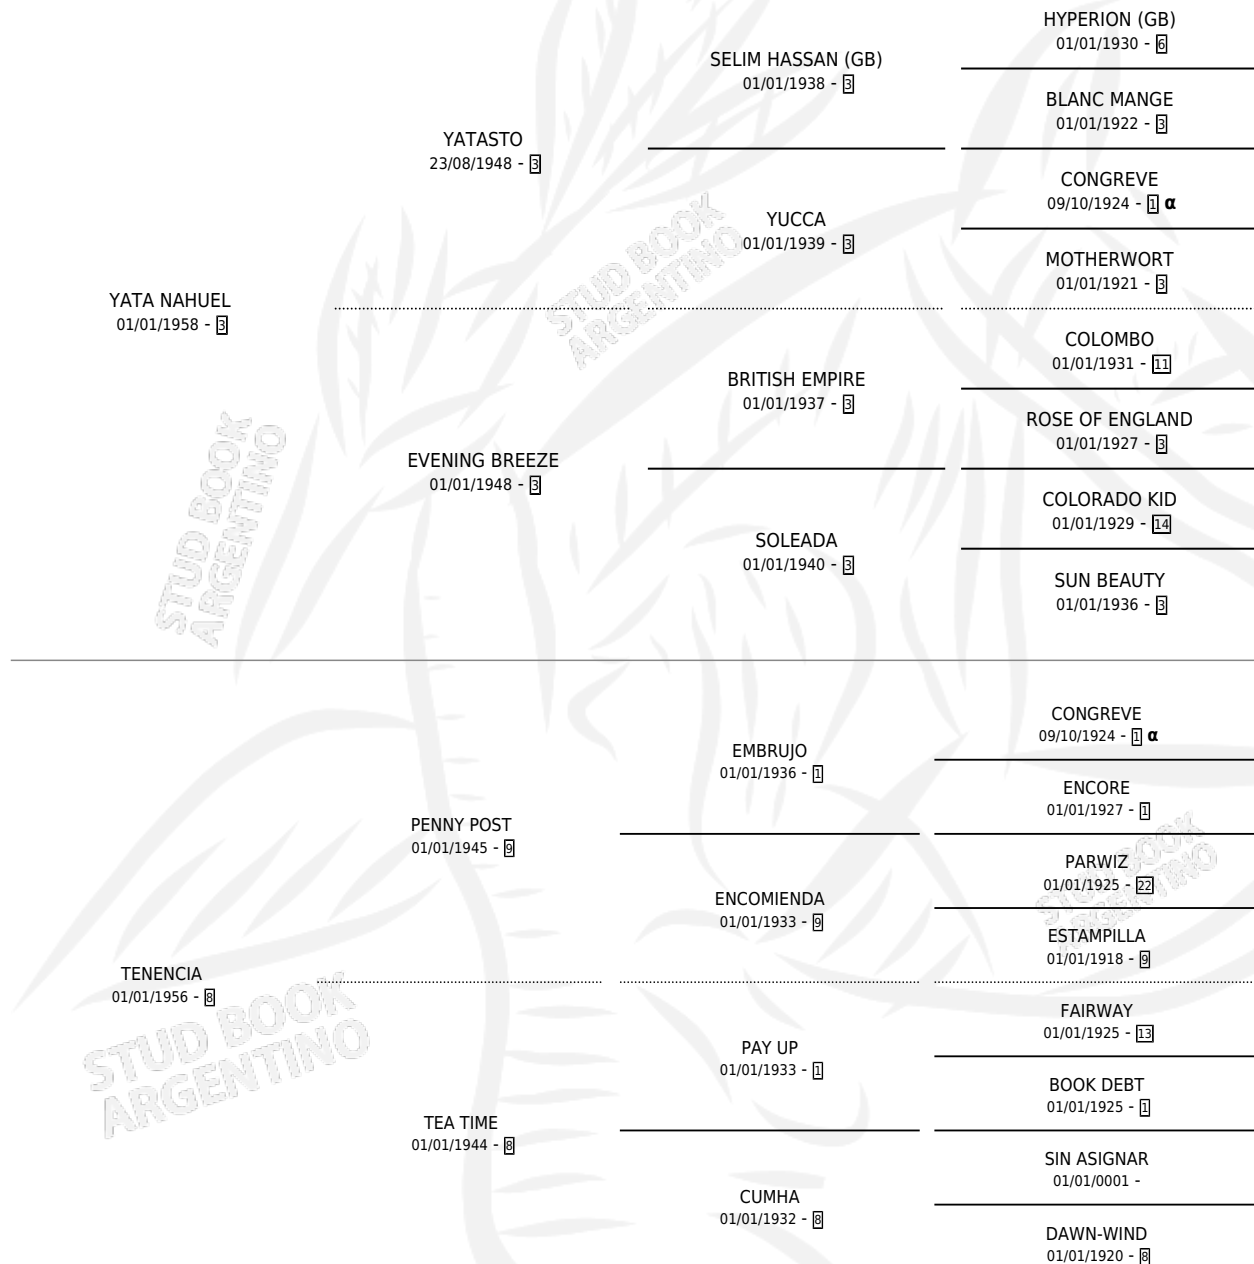 HYPERION (GB)
01/01/1930 - 6
SELIM HASSAN (GB)
01/01/1938 - 3
BLANC MANGE
01/01/1922 - 3
YATASTO
23/08/1948 - 3
CONGREVE
09/10/1924 - 1 α
YUCCA
01/01/1939 - 3
MOTHERWORT
01/01/1921 - 3
YATA NAHUEL
01/01/1958 - 3
COLOMBO
01/01/1931 - 11
BRITISH EMPIRE
01/01/1937 - 3
ROSE OF ENGLAND
01/01/1927 - 3
EVENING BREEZE
01/01/1948 - 3
COLORADO KID
01/01/1929 - 14
SOLEADA
01/01/1940 - 3
SUN BEAUTY
01/01/1936 - 3
CONGREVE
09/10/1924 - 1 α
EMBRUJO
01/01/1936 - 1
ENCORE
01/01/1927 - 1
PENNY POST
01/01/1945 - 9
PARWIZ
01/01/1925 - 22
ENCOMIENDA
01/01/1933 - 9
ESTAMPILLA
01/01/1918 - 9
TENENCIA
01/01/1956 - 8
FAIRWAY
01/01/1925 - 13
PAY UP
01/01/1933 - 1
BOOK DEBT
01/01/1925 - 1
TEA TIME
01/01/1944 - 8
SIN ASIGNAR
01/01/0001 -
CUMHA
01/01/1932 - 8
DAWN-WIND
01/01/1920 - 8
STUD BOOK
ARGENTINO
STUD BOOK
ARGENTINO
STUD BOOK
ARGENTINO
STUD BOOK
ARGENTINO